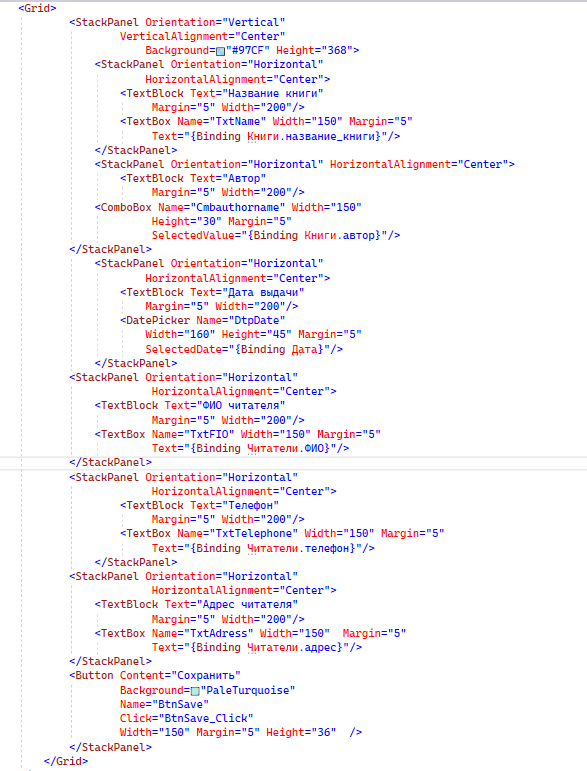 <Grid>
<StackPanel Orientation="Vertical"
VerticalAlignment="Center"
Background="#97CF" Height="368">
<StackPanel Orientation="Horizontal"
HorizontalAlignment="Center">
<TextBlock Text="Название книги"
Margin="5" Width="200"/>
<TextBox Name="TxtName" Width="150" Margin="5"
Text="{Binding Книги.название_книги}"/>
</StackPanel>
<StackPanel Orientation="Horizontal" HorizontalAlignment="Center">
<TextBlock Text="Автор"
Margin="5" Width="200"/>
<ComboBox Name="Cmbauthorname" Width="150"
Height="30" Margin="5"
SelectedValue="{Binding Книги.автор}"/>
</StackPanel>
<StackPanel Orientation="Horizontal"
HorizontalAlignment="Center">
<TextBlock Text="Дата выдачи"
Margin="5" Width="200"/>
<DatePicker Name="DtpDate"
Width="160" Height="45" Margin="5"
SelectedDate="{Binding Дата}"/>
</StackPanel>
<StackPanel Orientation="Horizontal"
HorizontalAlignment="Center">
<TextBlock Text="ФИО читателя"
Margin="5" Width="200"/>
<TextBox Name="TxtFIO" Width="150" Margin="5"
Text="{Binding Читатели.ФИО}"/>
</StackPanel>
<StackPanel Orientation="Horizontal"
HorizontalAlignment="Center">
<TextBlock Text="Телефон"
Margin="5" Width="200"/>
<TextBox Name="TxtTelephone" Width="150" Margin="5"
Text="{Binding Читатели.телефон}"/>
</StackPanel>
<StackPanel Orientation="Horizontal"
HorizontalAlignment="Center">
<TextBlock Text="Адрес читателя"
Margin="5" Width="200"/>
<TextBox Name="TxtAdress" Width="150"  Margin="5"
Text="{Binding Читатели.адрес}"/>
</StackPanel>
<Button Content="Сохранить"
Background="PaleTurquoise"
Name="BtnSave"
Click="BtnSave_Click"
Width="150" Margin="5" Height="36"  />
</StackPanel>
</Grid>